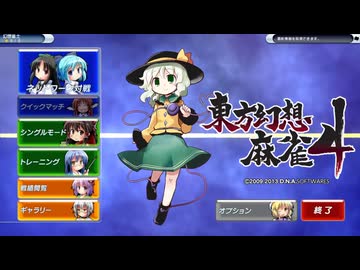 ネットワーク対戦
クイックマッチ
シングルモード
トレーニング
戦績閲覧
ギャラリー
東方幻想
麻雀4
©2009-2013 D.N.A.SOFTWARES
オプション
終了